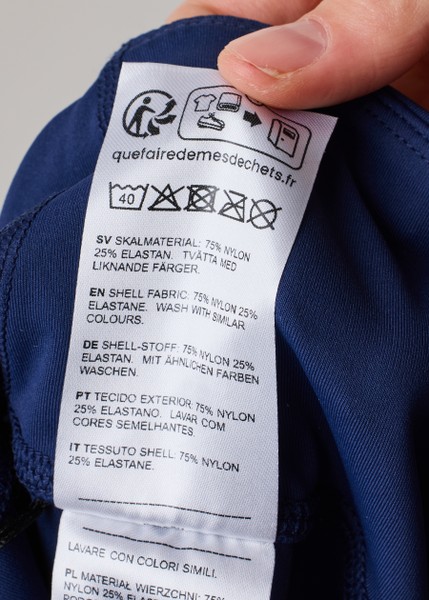 quefairedemesdechets.fr
40
SV SKALMATERIAL: 75% NYLON
25% ELASTAN. TVÄTTA MED
LIKNANDE FÄRGER.
EN SHELL FABRIC: 75% NYLON 25%
ELASTANE. WASH WITH SIMILAR
COLOURS.
DE SHELL-STOFF: 75% NYLON 25%
ELASTAN. MIT ÄHNLICHEN FARBEN
WASCHEN.
PT TECIDO EXTERIOR: 75% NYLON
25% ELASTANO. LAVAR COM
CORES SEMELHANTES.
IT TESSUTO SHELL: 75% NYLON
25% ELASTANE.
LAVARE CON COLORI SIMILI.
PL MATERIAŁ WIERZCHNI: 75%
NYLON 25%